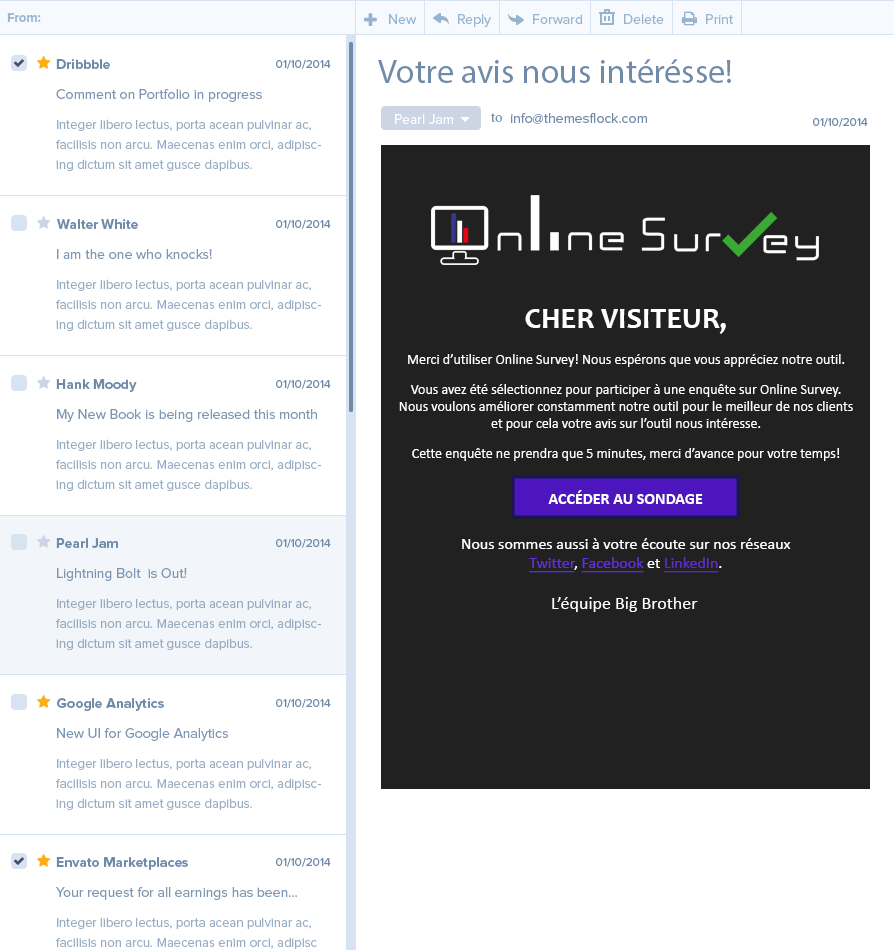 From:
New
Reply
Forward
Delete
Print
Dribbble
01/10/2014
Comment on Portfolio in progress
Integer libero lectus, porta acean pulvinar ac,
facilisis non arcu. Maecenas enim orci, adipisc-
ing dictum sit amet gusce dapibus.
Walter White
01/10/2014
I am the one who knocks!
Integer libero lectus, porta acean pulvinar ac,
facilisis non arcu. Maecenas enim orci, adipisc-
ing dictum sit amet gusce dapibus.
Hank Moody
01/10/2014
My New Book is being released this month
Integer libero lectus, porta acean pulvinar ac,
facilisis non arcu. Maecenas enim orci, adipisc-
ing dictum sit amet gusce dapibus.
Pearl Jam
01/10/2014
Lightning Bolt is Out!
Integer libero lectus, porta acean pulvinar ac,
facilisis non arcu. Maecenas enim orci, adipisc-
ing dictum sit amet gusce dapibus.
Google Analytics
01/10/2014
New UI for Google Analytics
Integer libero lectus, porta acean pulvinar ac,
facilisis non arcu. Maecenas enim orci, adipisc-
ing dictum sit amet gusce dapibus.
Envato Marketplaces
01/10/2014
Your request for all earnings has been...
Integer libero lectus, porta acean pulvinar ac,
facilisis non arcu. Maecenas enim orci, adipisc
Votre avis nous intérésse!
Pearl Jam to info@themesflock.com
01/10/2014
Online Survey
CHER VISITEUR,
Merci d’utiliser Online Survey! Nous espérons que vous appréciez notre outil.
Vous avez été sélectionnez pour participer à une enquête sur Online Survey.
Nous voulons améliorer constamment notre outil pour le meilleur de nos clients
et pour cela votre avis sur l’outil nous intéresse.
Cette enquête ne prendra que 5 minutes, merci d’avance pour votre temps!
ACCÉDER AU SONDAGE
Nous sommes aussi à votre écoute sur nos réseaux
Twitter, Facebook et LinkedIn.
L’équipe Big Brother